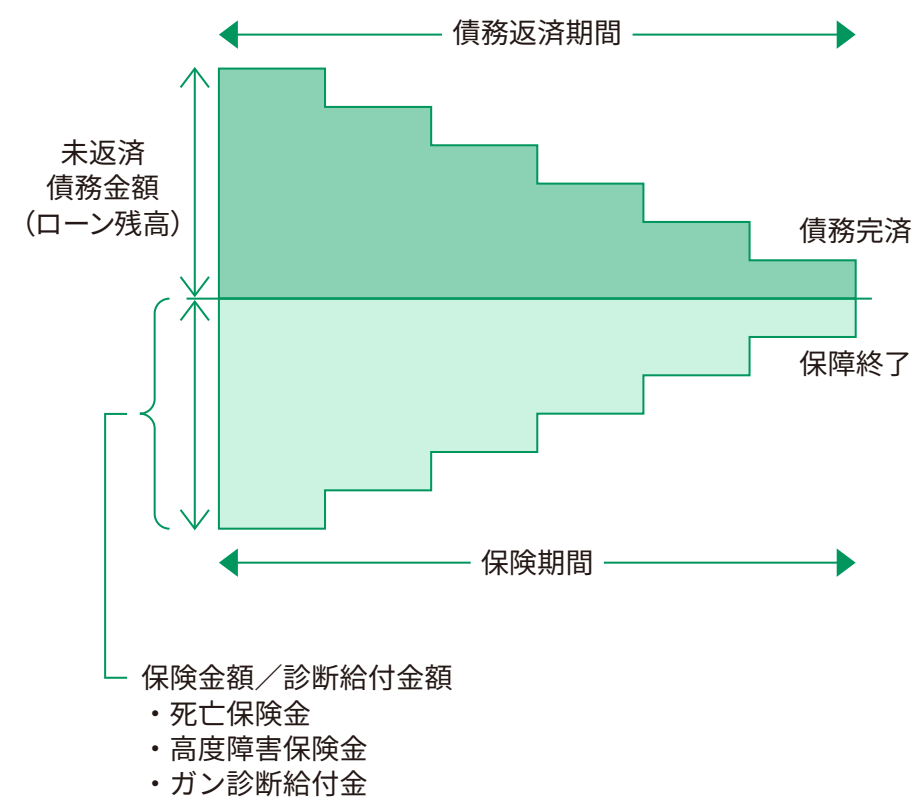 債務返済期間
未返済
債務金額
（ローン残高）
債務完済
保障終了
保険期間
保険金額／診断給付金額
・死亡保険金
・高度障害保険金
・ガン診断給付金